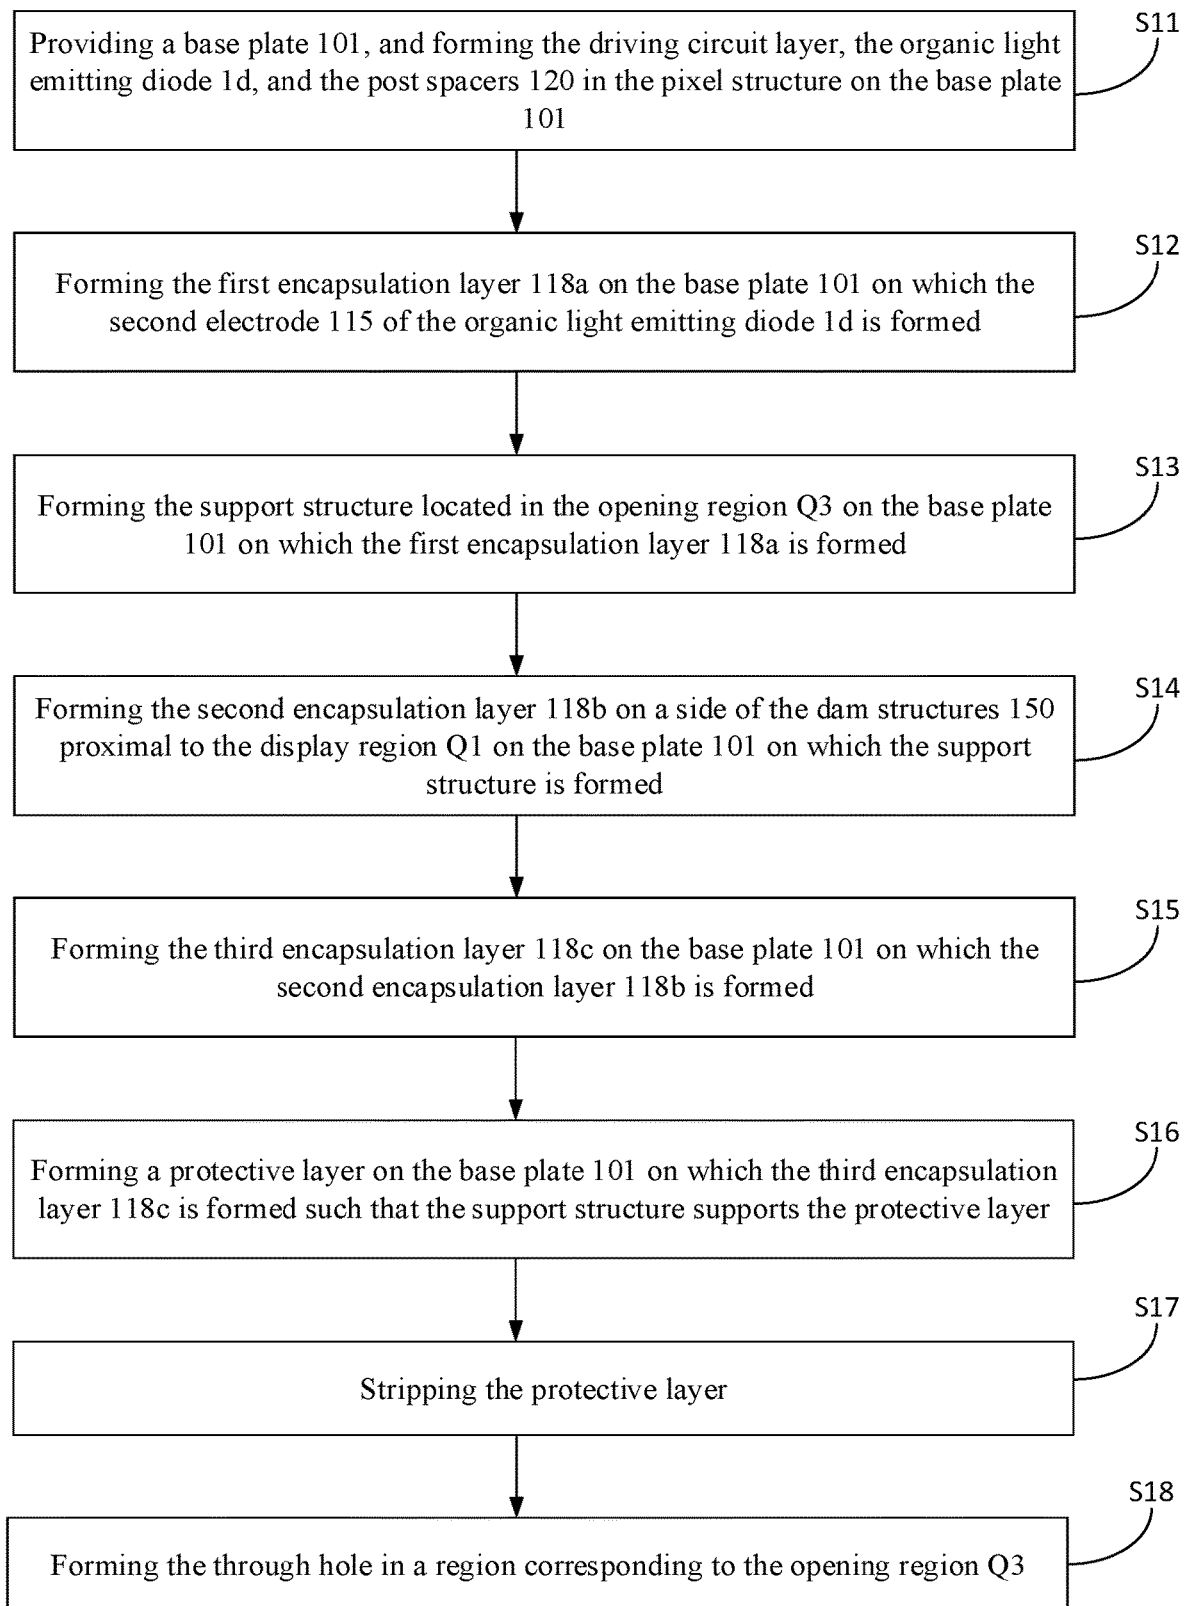 S11
Providing a base plate 101, and forming the driving circuit layer, the organic light
emitting diode 1d, and the post spacers 120 in the pixel structure on the base plate
101
S12
Forming the first encapsulation layer 118a on the base plate 101 on which the
second electrode 115 of the organic light emitting diode 1d is formed
S13
Forming the support structure located in the opening region Q3 on the base plate
101 on which the first encapsulation layer 118a is formed
S14
Forming the second encapsulation layer 118b on a side of the dam structures 150
proximal to the display region Q1 on the base plate 101 on which the support
structure is formed
S15
Forming the third encapsulation layer 118c on the base plate 101 on which the
second encapsulation layer 118b is formed
S16
Forming a protective layer on the base plate 101 on which the third encapsulation
layer 118c is formed such that the support structure supports the protective layer
S17
Stripping the protective layer
S18
Forming the through hole in a region corresponding to the opening region Q3